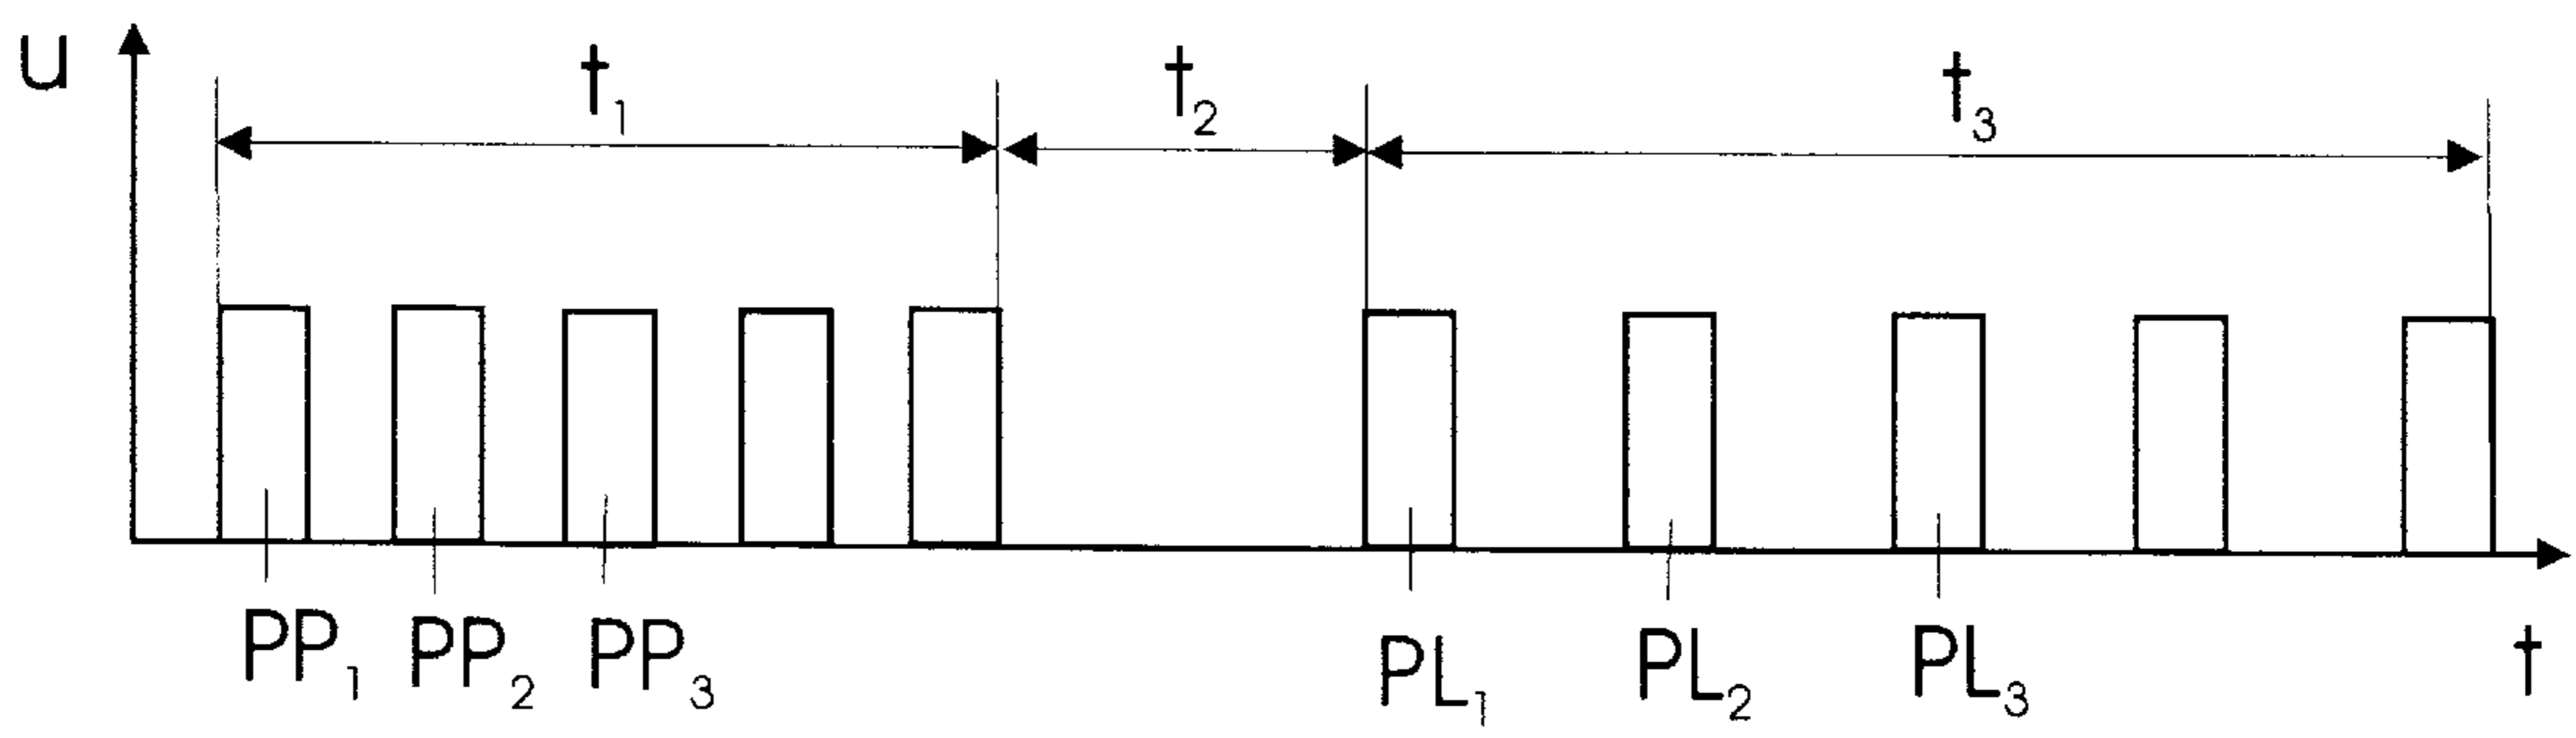 u t₁ t₂ t₃
PP₁ PP₂ PP₃ PL₁ PL₂ PL₃ t